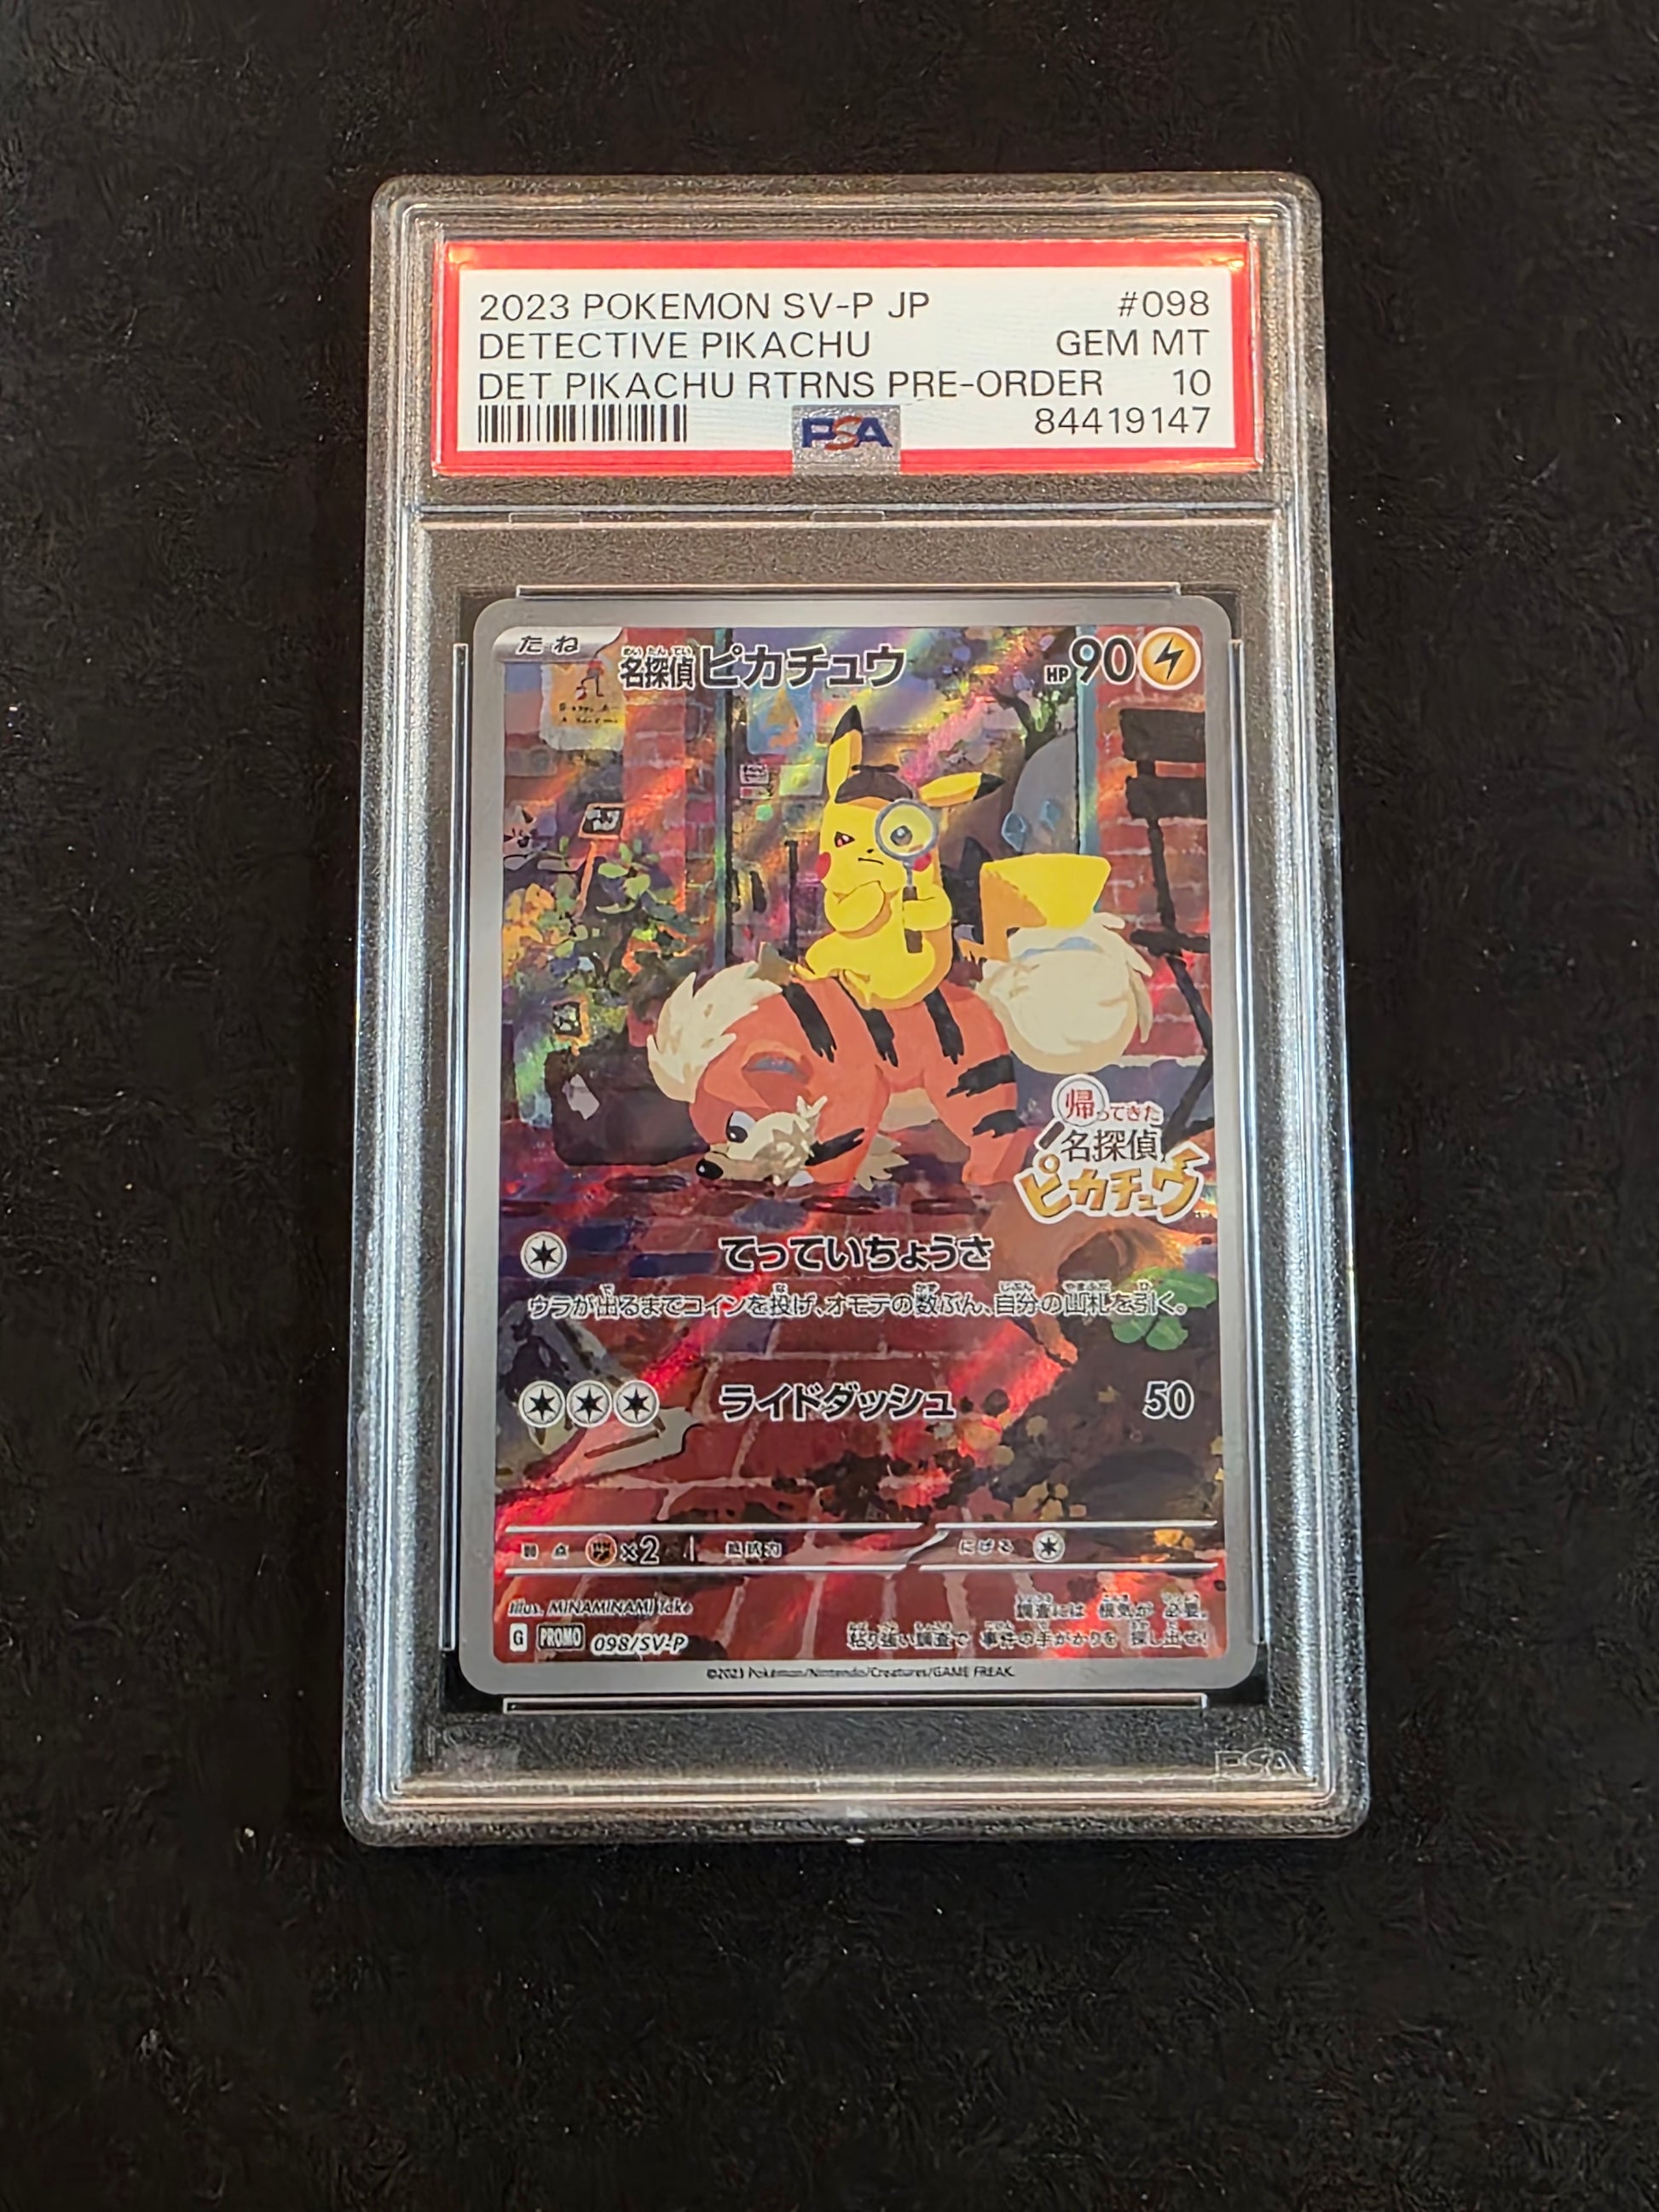 2023 POKEMON SV-P JP #098
DETECTIVE PIKACHU GEM MT
DET PIKACHU RTRNS PRE-ORDER 10
PSA 84419147
たね
名探偵ピカチュウ HP90
帰ってきた
名探偵
ピカチュウ
てっていちょうさ
ウラが出るまでコインを投げ、オモテの数ぶん、自分の山札を引く。
ライドダッシュ 50
弱点 ×2 抵抗力 にげる
Illus. MINAMINAMI Take
調査には 根気が 必要。
粘り強い調査で 事件の手がかりを 探し出せ!
G PROMO 098/SV-P
©2023 Pokémon/Nintendo/Creatures/GAME FREAK.
PSA